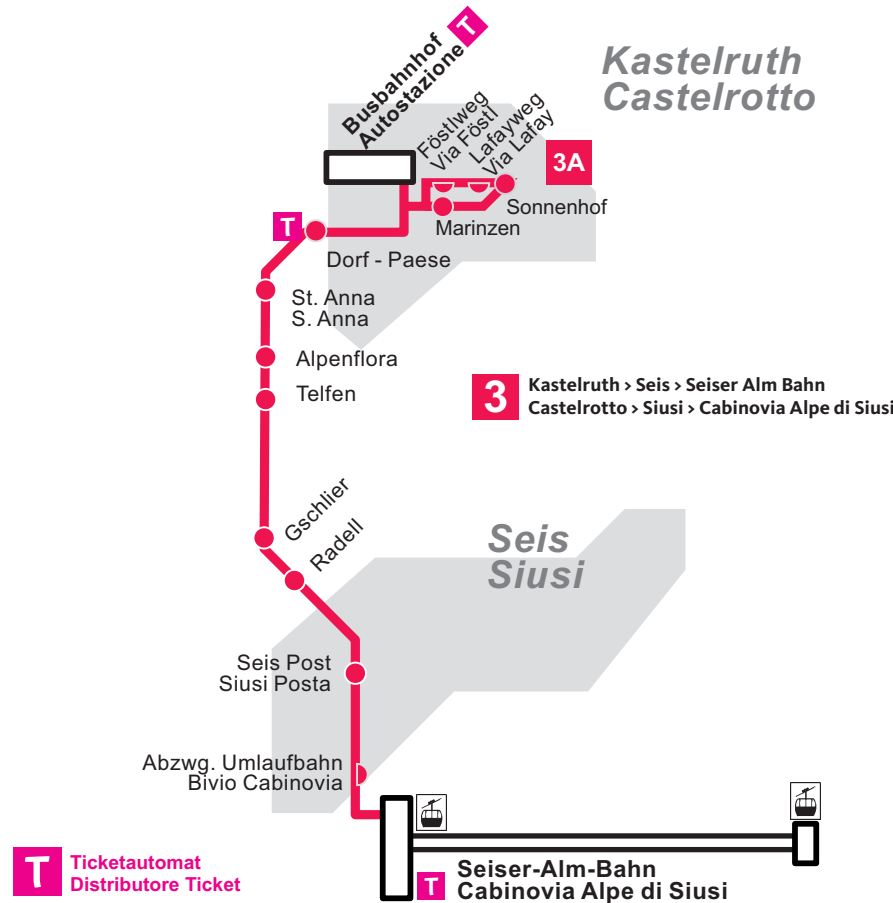 Kastelruth
Castelrotto
Busbahnhof
Autostazione
T
Föstlweg
Via Föstl
Lafayweg
Via Lafay
3A
Sonnenhof
Marinzen
T
Dorf - Paese
St. Anna
S. Anna
Alpenflora
Telfen
3
Kastelruth › Seis › Seiser Alm Bahn
Castelrotto › Siusi › Cabinovia Alpe di Siusi
Gschlier
Radell
Seis
Siusi
Seis Post
Siusi Posta
Abzwg. Umlaufbahn
Bivio Cabinovia
T
Ticketautomat
Distributore Ticket
T
Seiser-Alm-Bahn
Cabinovia Alpe di Siusi